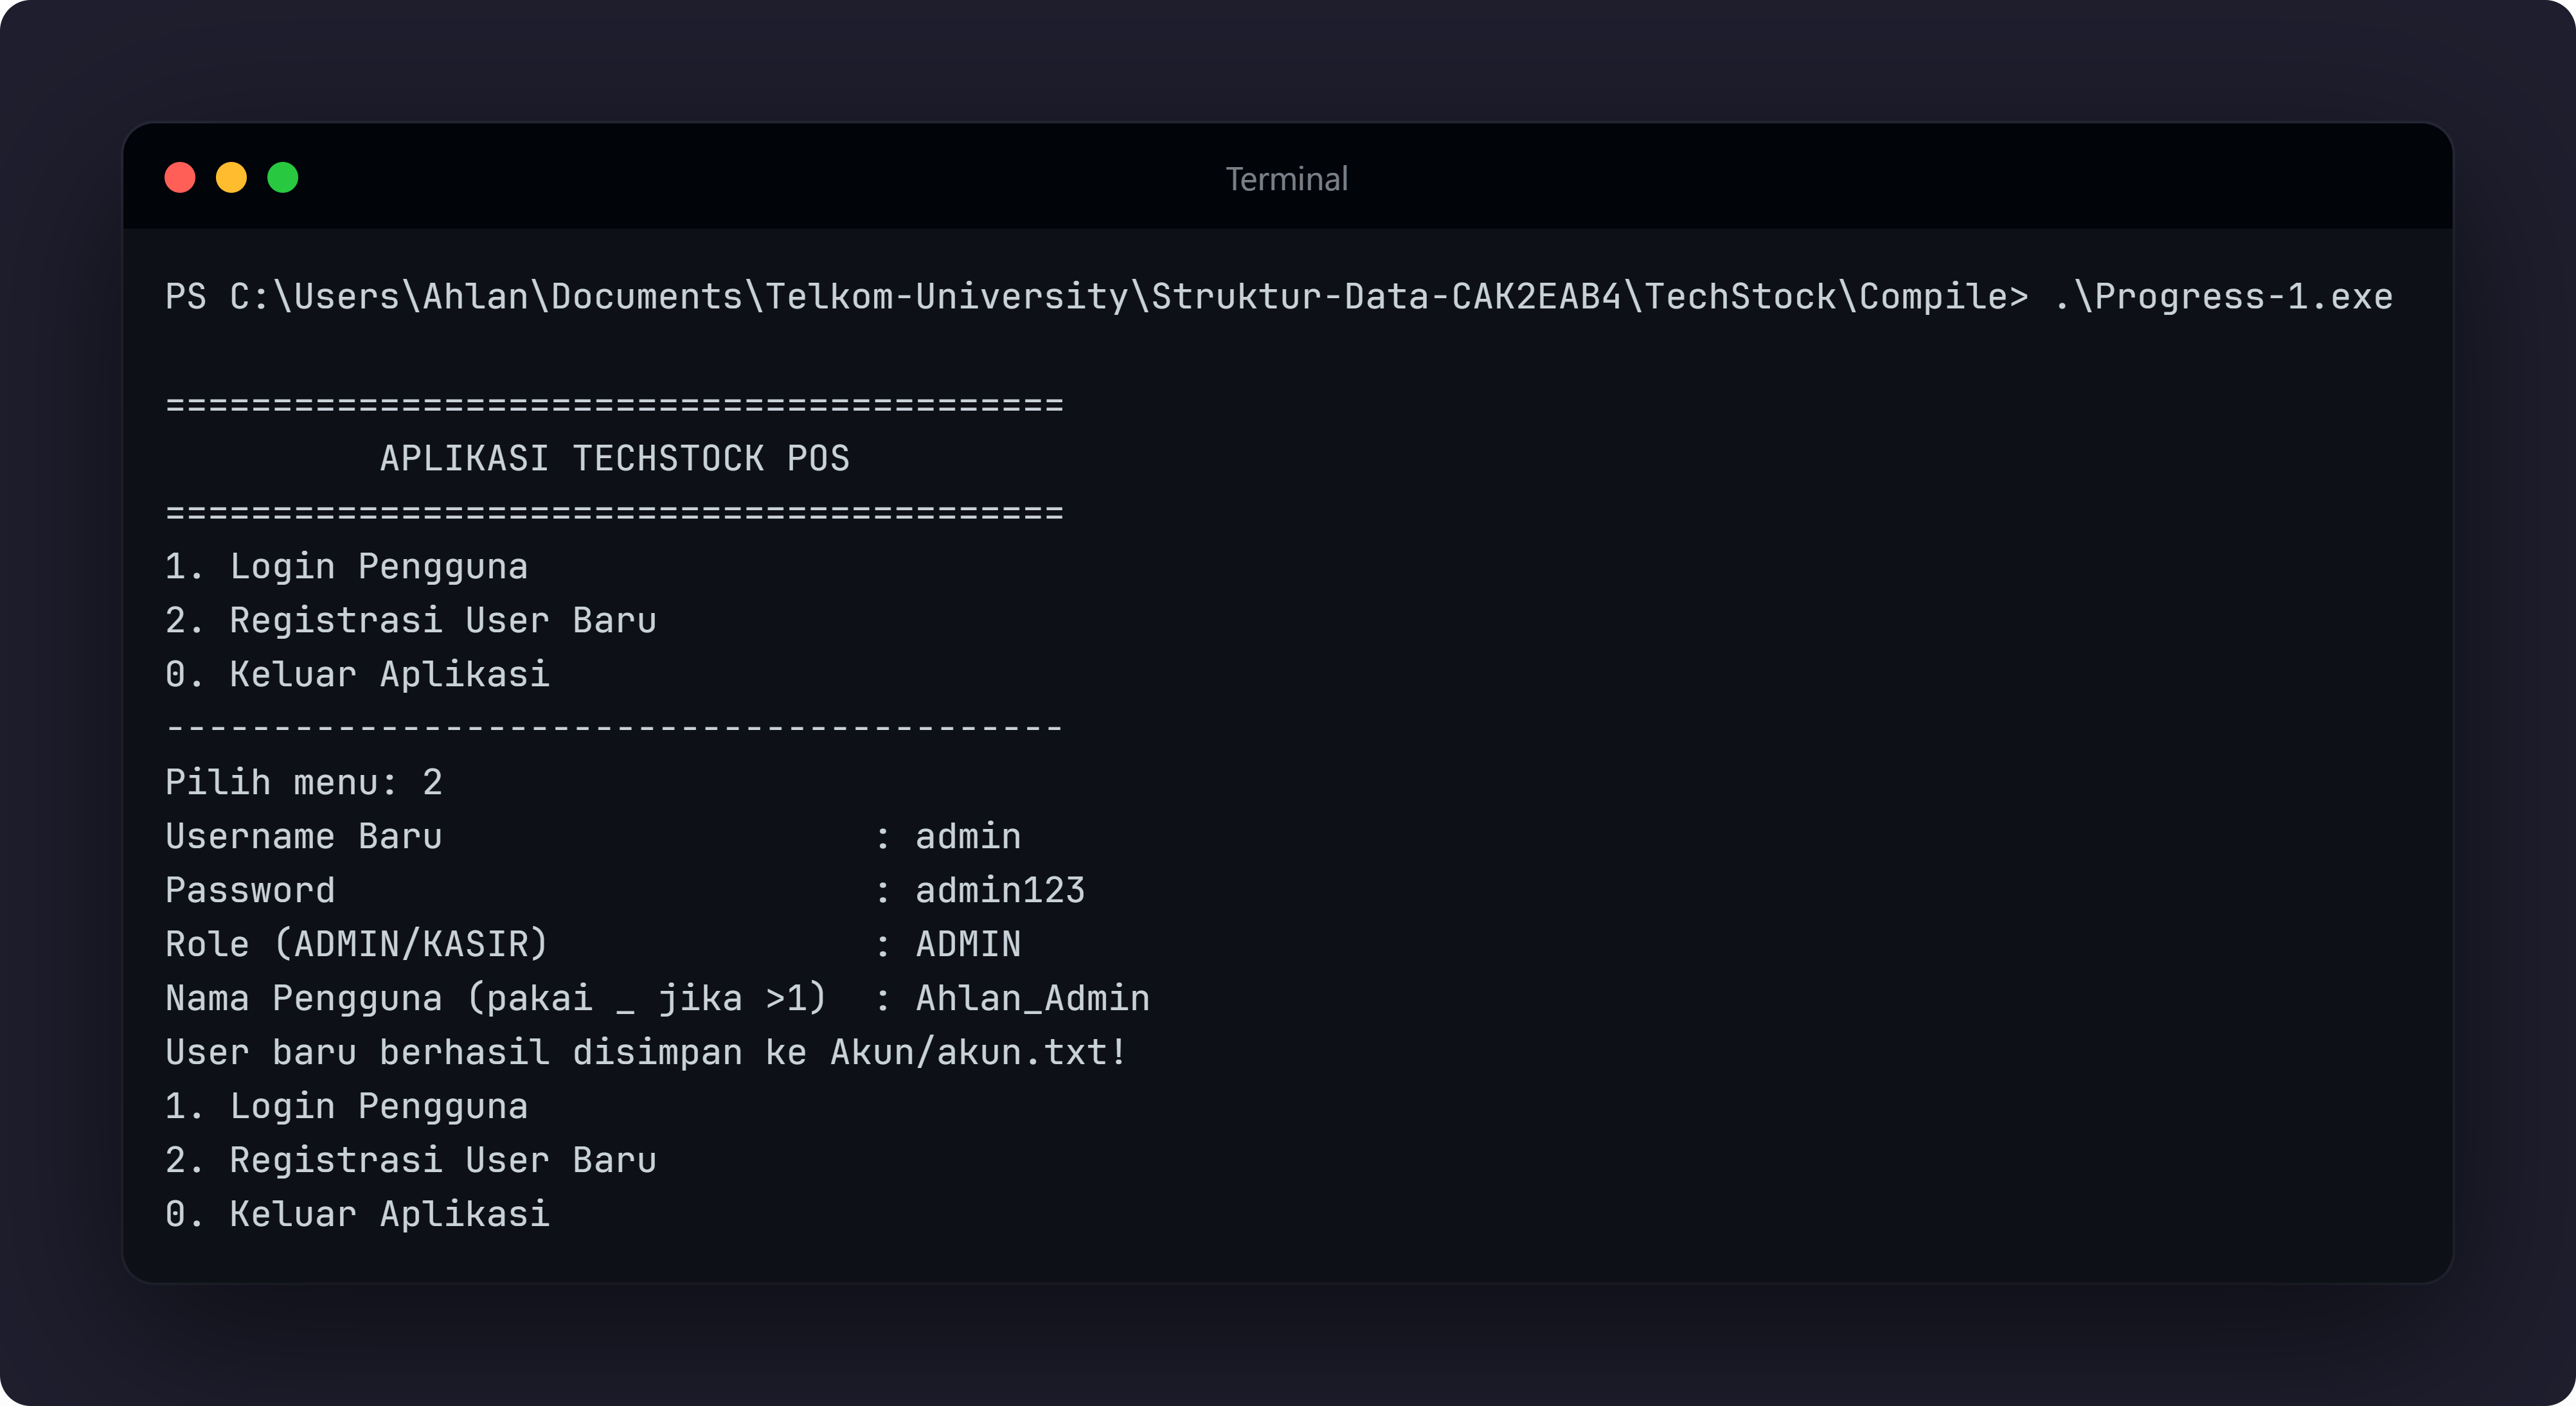 Terminal
PS C:\Users\Ahlan\Documents\Telkom-University\Struktur-Data-CAK2EAB4\TechStock\Compile> .\Progress-1.exe
==========================================
APLIKASI TECHSTOCK POS
==========================================
1. Login Pengguna
2. Registrasi User Baru
0. Keluar Aplikasi
------------------------------------------
Pilih menu: 2
Username Baru                    : admin
Password                         : admin123
Role (ADMIN/KASIR)               : ADMIN
Nama Pengguna (pakai _ jika >1)  : Ahlan_Admin
User baru berhasil disimpan ke Akun/akun.txt!
1. Login Pengguna
2. Registrasi User Baru
0. Keluar Aplikasi